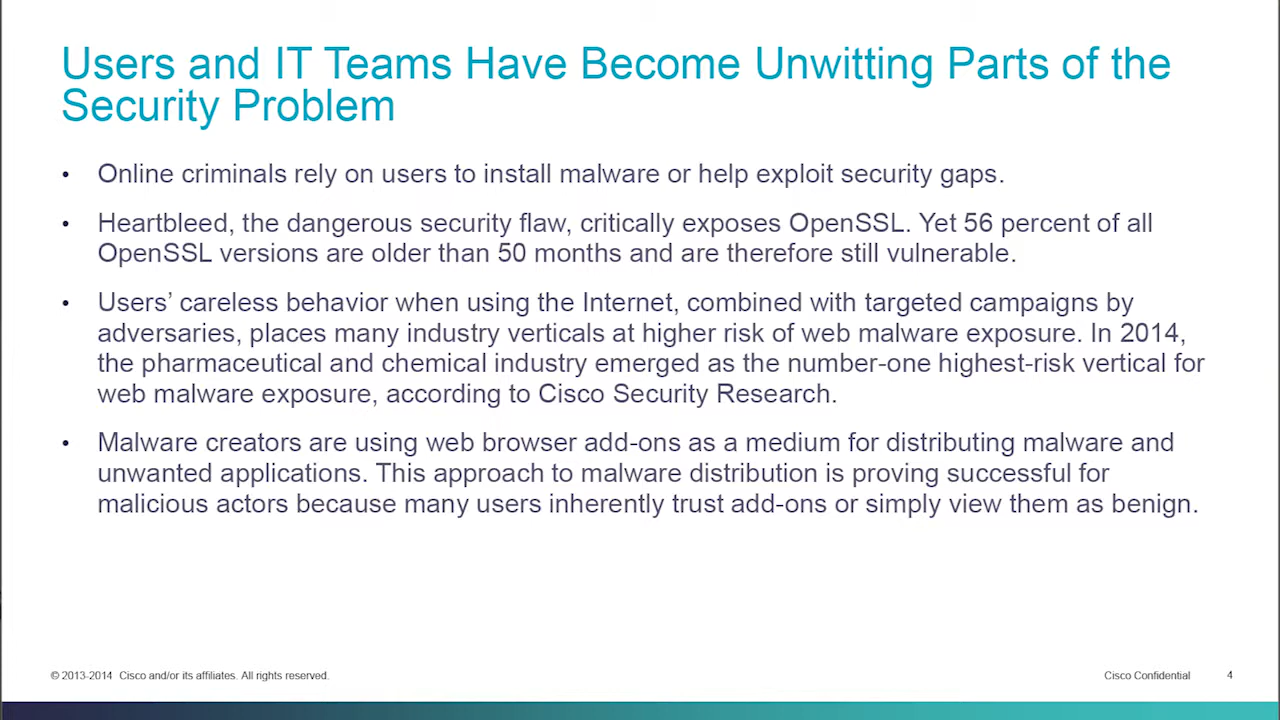 Users and IT Teams Have Become Unwitting Parts of the
Security Problem
• Online criminals rely on users to install malware or help exploit security gaps.
• Heartbleed, the dangerous security flaw, critically exposes OpenSSL. Yet 56 percent of all
OpenSSL versions are older than 50 months and are therefore still vulnerable.
• Users’ careless behavior when using the Internet, combined with targeted campaigns by
adversaries, places many industry verticals at higher risk of web malware exposure. In 2014,
the pharmaceutical and chemical industry emerged as the number-one highest-risk vertical for
web malware exposure, according to Cisco Security Research.
• Malware creators are using web browser add-ons as a medium for distributing malware and
unwanted applications. This approach to malware distribution is proving successful for
malicious actors because many users inherently trust add-ons or simply view them as benign.
© 2013-2014 Cisco and/or its affiliates. All rights reserved.
Cisco Confidential
4